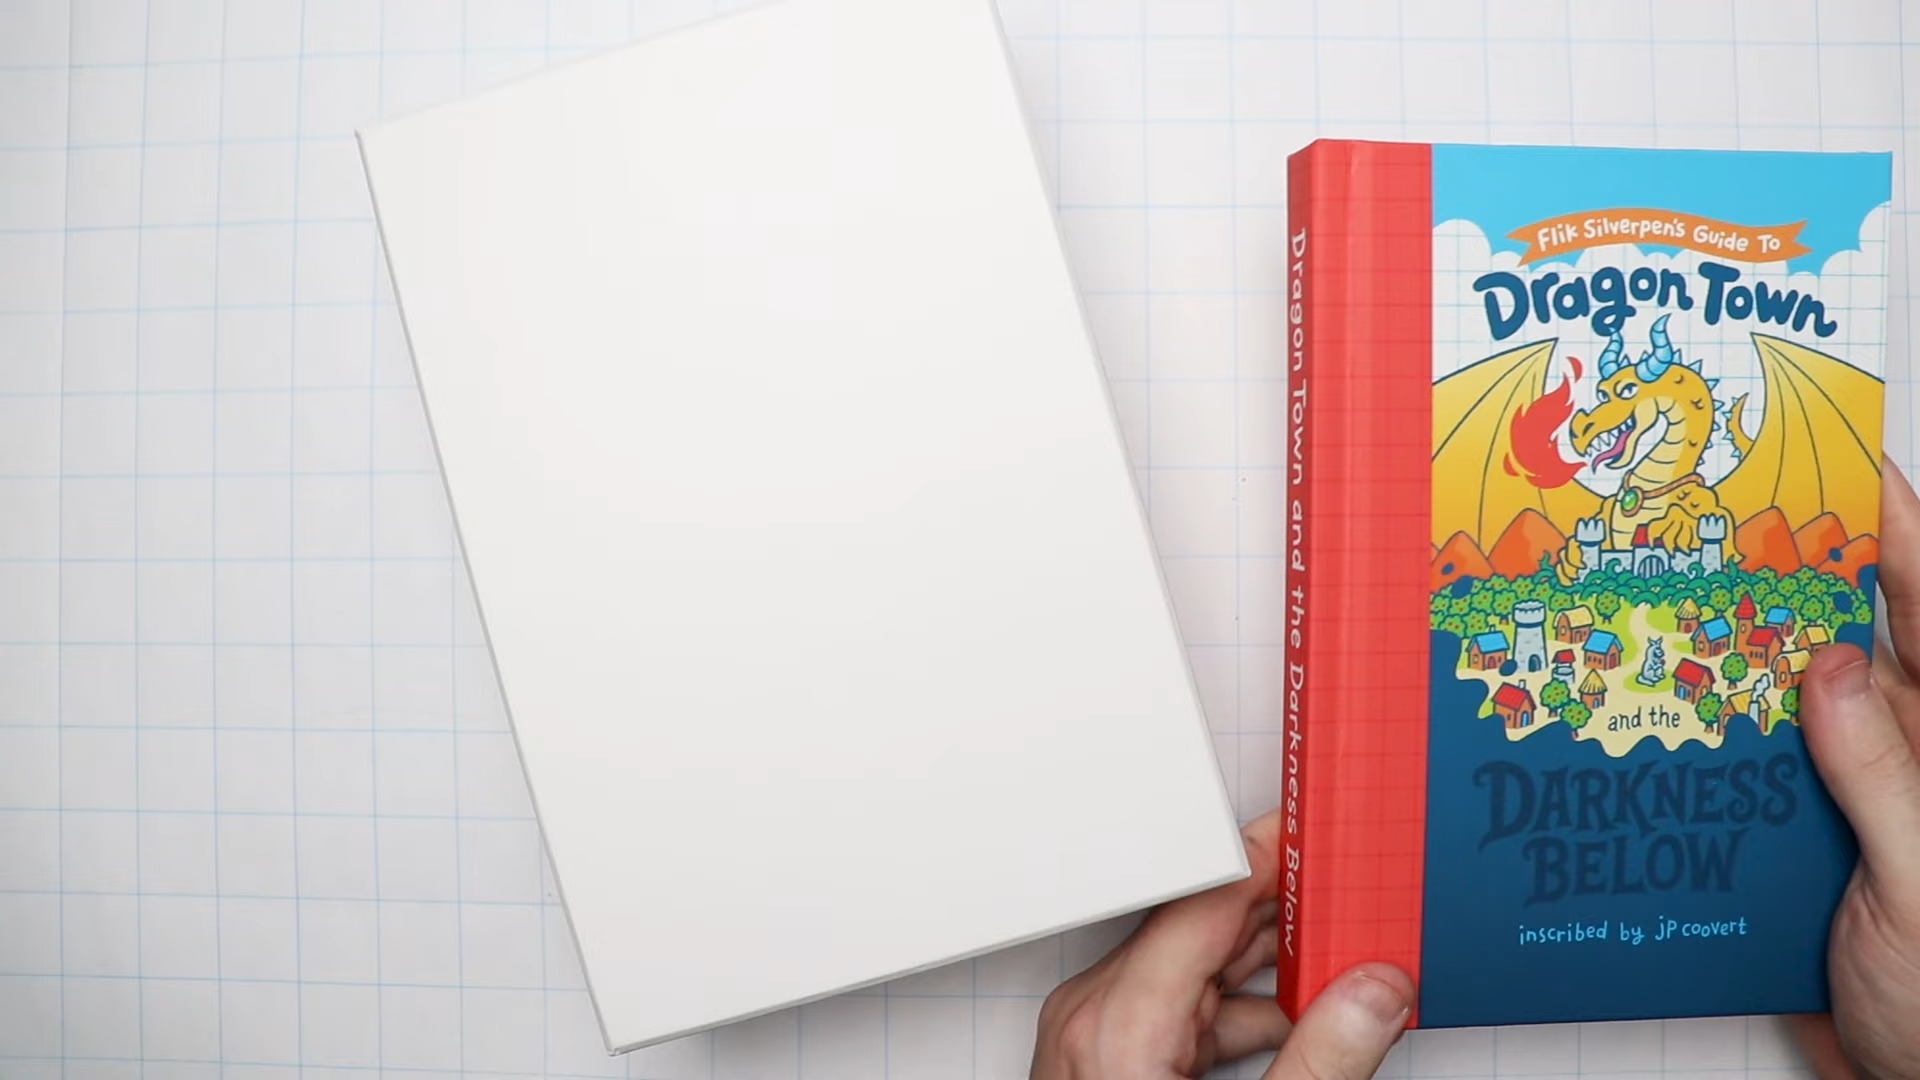 Dragon Town and the Darkness Below
Flik Silverpen's Guide To
Dragon Town
and the
DARKNESS
BELOW
inscribed by jp coovert